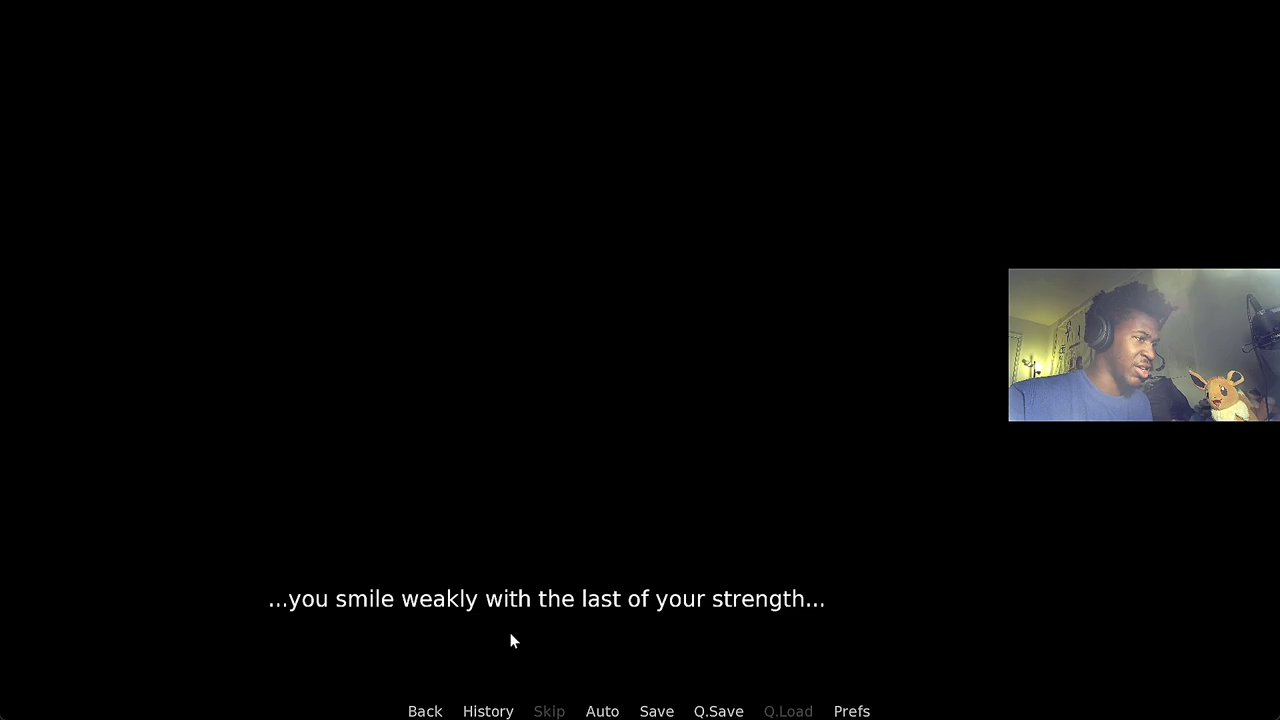 ...you smile weakly with the last of your strength...
Back History Skip Auto Save Q.Save Q.Load Prefs